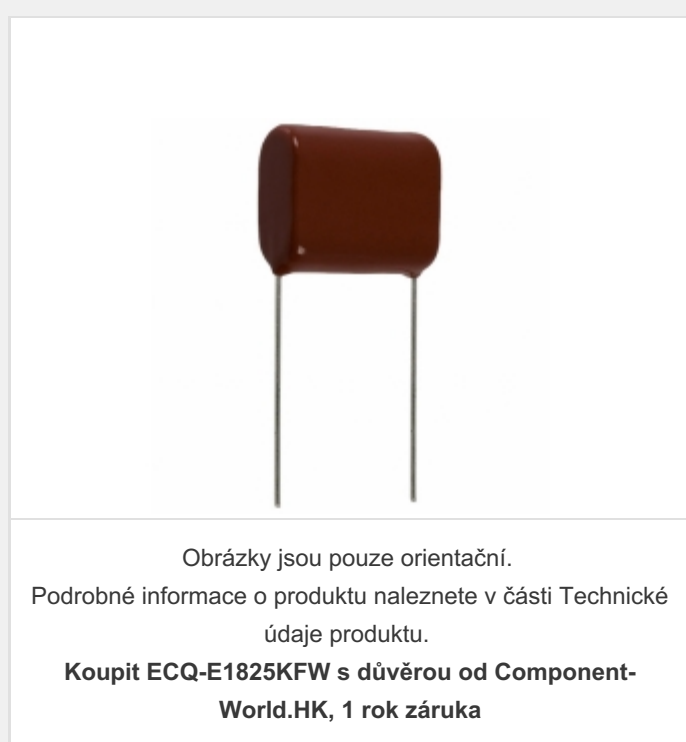 Obrázky jsou pouze orientační.
Podrobné informace o produktu naleznete v části Technické
údaje produktu.
Koupit ECQ-E1825KFW s důvěrou od Component-
World.HK, 1 rok záruka